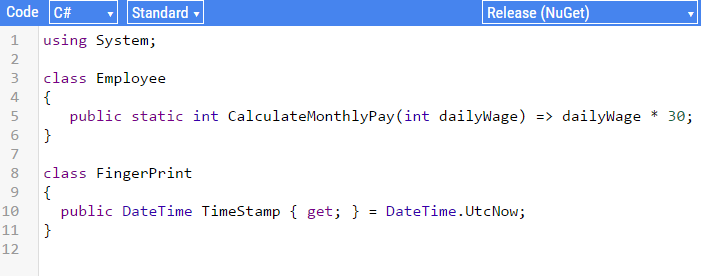 Code C# Standard Release (NuGet)
1 using System;
2
3 class Employee
4 {
5 public static int CalculateMonthlyPay(int dailyWage) => dailyWage * 30;
6 }
7
8 class FingerPrint
9 {
10 public DateTime TimeStamp { get; } = DateTime.UtcNow;
11 }
12